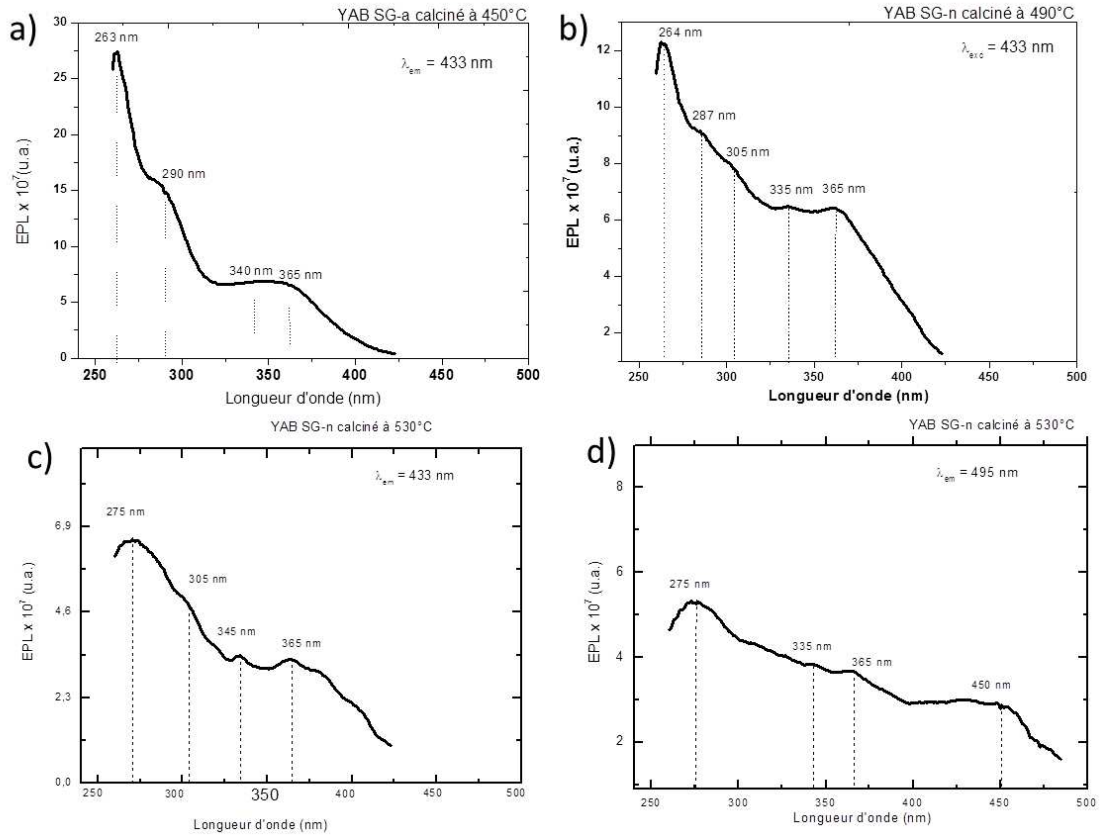 a)
YAB SG-a calciné à 450°C
263 nm
λem = 433 nm
290 nm
340 nm
365 nm
EPL x 10⁷(u.a.)
30
25
20
15
10
5
0
250 300 350 400 450 500
Longueur d'onde (nm)
b)
YAB SG-n calciné à 490°C
264 nm
λexc = 433 nm
287 nm
305 nm
335 nm
365 nm
EPL x 10⁷ (u.a.)
12
10
8
6
4
2
250 300 350 400 450 500
Longueur d'onde (nm)
c)
YAB SG-n calciné à 530°C
λem = 433 nm
275 nm
305 nm
345 nm
365 nm
EPL x 10⁷ (u.a.)
6,9
4,6
2,3
0,0
250 300 350 400 450 500
Longueur d'onde (nm)
d)
YAB SG-n calciné à 530°C
λem = 495 nm
275 nm
335 nm
365 nm
450 nm
EPL x 10⁷ (u.a.)
8
6
4
2
250 300 350 400 450 500
Longueur d'onde (nm)